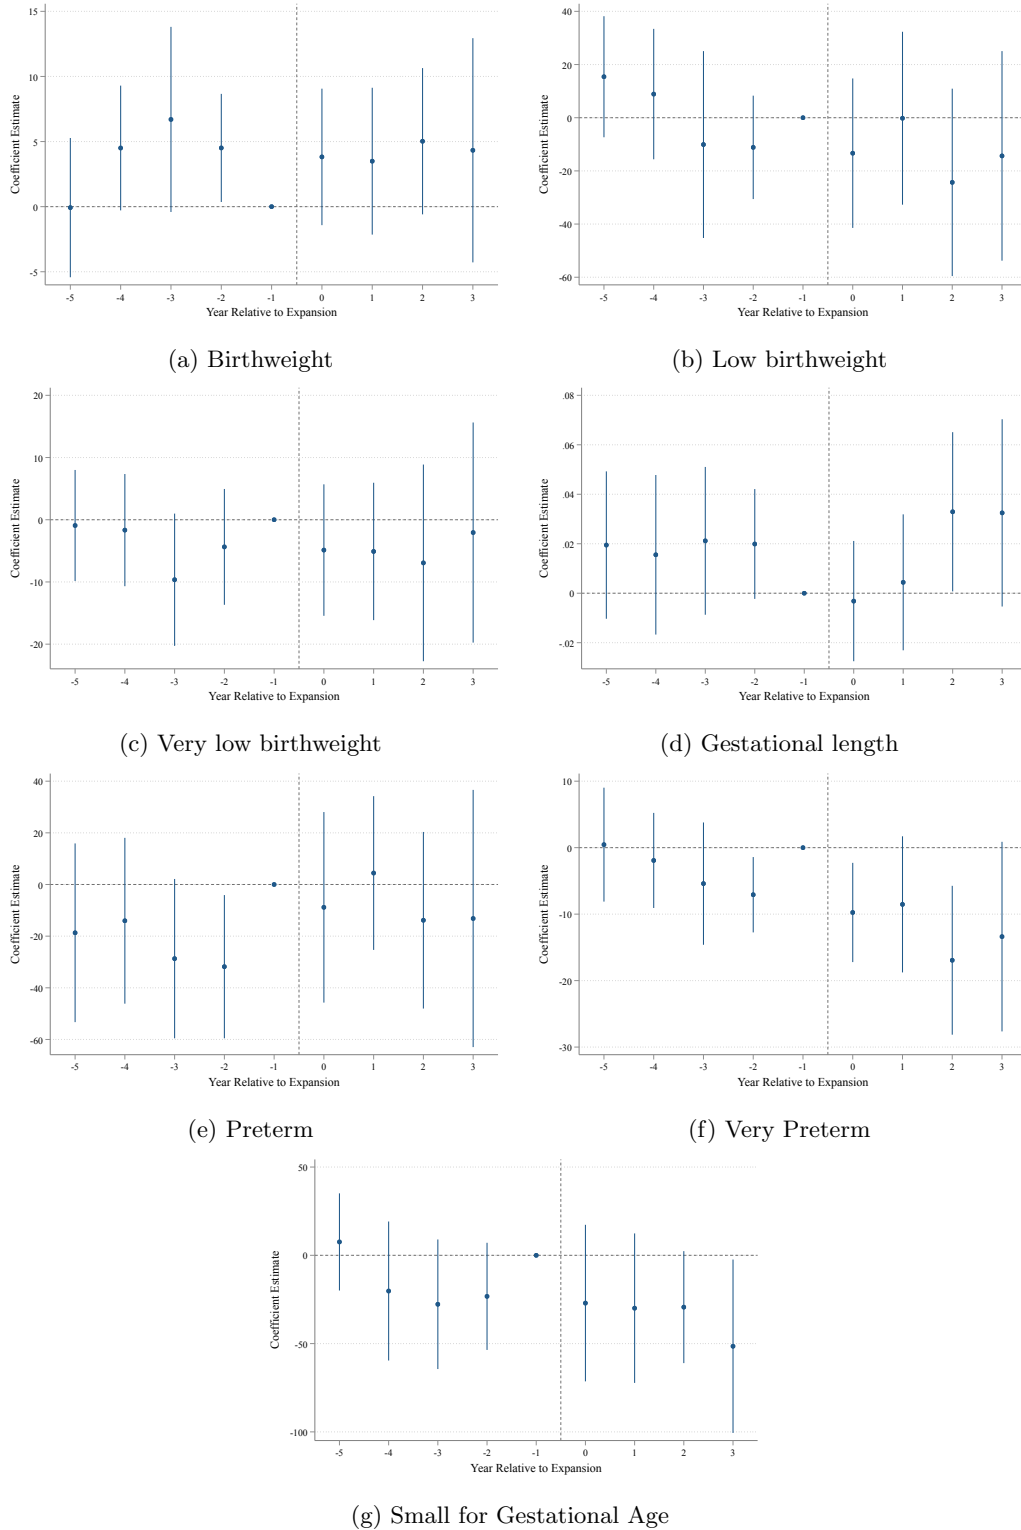 15
10
5
0
-5
Coefficient Estimate
-5 -4 -3 -2 -1 0 1 2 3
Year Relative to Expansion
(a) Birthweight
40
20
0
-20
-40
-60
Coefficient Estimate
-5 -4 -3 -2 -1 0 1 2 3
Year Relative to Expansion
(b) Low birthweight
20
10
0
-10
-20
Coefficient Estimate
-5 -4 -3 -2 -1 0 1 2 3
Year Relative to Expansion
(c) Very low birthweight
.08
.06
.04
.02
0
-.02
Coefficient Estimate
-5 -4 -3 -2 -1 0 1 2 3
Year Relative to Expansion
(d) Gestational length
40
20
0
-20
-40
-60
Coefficient Estimate
-5 -4 -3 -2 -1 0 1 2 3
Year Relative to Expansion
(e) Preterm
10
0
-10
-20
-30
Coefficient Estimate
-5 -4 -3 -2 -1 0 1 2 3
Year Relative to Expansion
(f) Very Preterm
50
0
-50
-100
Coefficient Estimate
-5 -4 -3 -2 -1 0 1 2 3
Year Relative to Expansion
(g) Small for Gestational Age